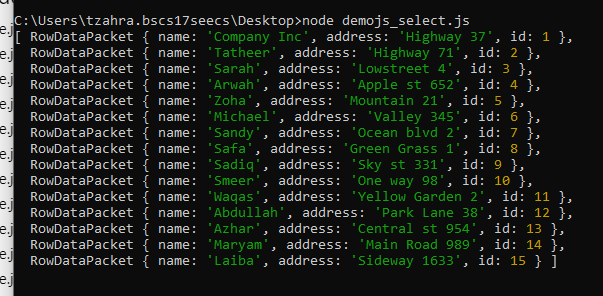 C:\Users\tzahra.bscs17seecs\Desktop>node demojs_select.js
[ RowDataPacket { name: 'Company Inc', address: 'Highway 37', id: 1 },
  RowDataPacket { name: 'Tatheer', address: 'Highway 71', id: 2 },
  RowDataPacket { name: 'Sarah', address: 'Lowstreet 4', id: 3 },
  RowDataPacket { name: 'Arwah', address: 'Apple st 652', id: 4 },
  RowDataPacket { name: 'Zoha', address: 'Mountain 21', id: 5 },
  RowDataPacket { name: 'Michael', address: 'Valley 345', id: 6 },
  RowDataPacket { name: 'Sandy', address: 'Ocean blvd 2', id: 7 },
  RowDataPacket { name: 'Safa', address: 'Green Grass 1', id: 8 },
  RowDataPacket { name: 'Sadiq', address: 'Sky st 331', id: 9 },
  RowDataPacket { name: 'Smeer', address: 'One way 98', id: 10 },
  RowDataPacket { name: 'Waqas', address: 'Yellow Garden 2', id: 11 },
  RowDataPacket { name: 'Abdullah', address: 'Park Lane 38', id: 12 },
  RowDataPacket { name: 'Azhar', address: 'Central st 954', id: 13 },
  RowDataPacket { name: 'Maryam', address: 'Main Road 989', id: 14 },
  RowDataPacket { name: 'Laiba', address: 'Sideway 1633', id: 15 } ]